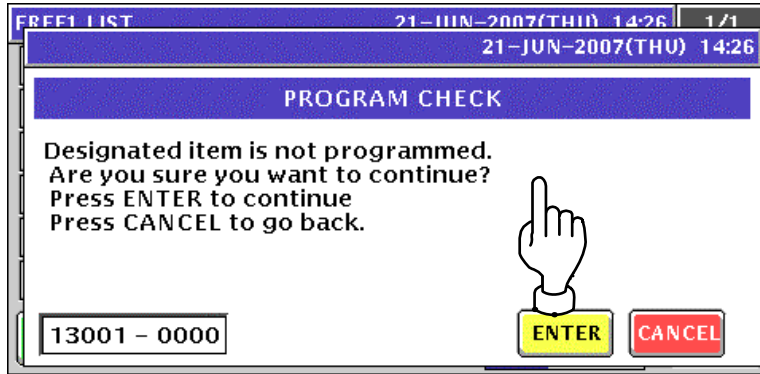 FREE1 LIST 21-JUN-2007(THU) 14:26 1/1
21-JUN-2007(THU) 14:26
PROGRAM CHECK
Designated item is not programmed.
Are you sure you want to continue?
Press ENTER to continue
Press CANCEL to go back.
13001 - 0000
ENTER
CANCEL